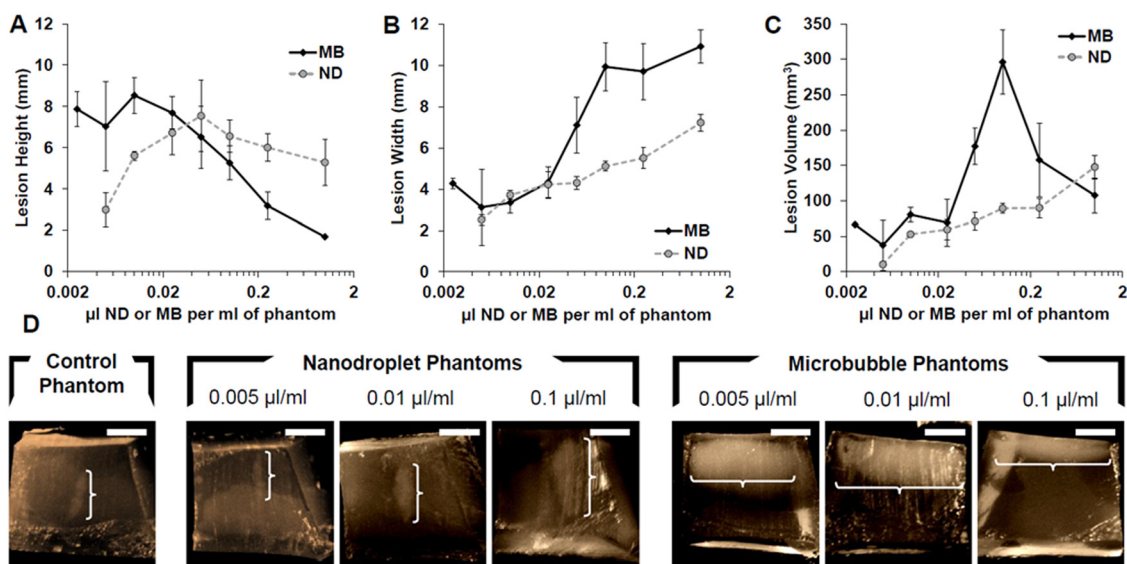 A
12
10
8
6
4
2
0
Lesion Height (mm)
MB
ND
0.002
0.02
0.2
2
µl ND or MB per ml of phantom
B
12
10
8
6
4
2
0
Lesion Width (mm)
MB
ND
0.002
0.02
0.2
2
µl ND or MB per ml of phantom
C
350
300
250
200
150
100
50
0
Lesion Volume (mm³)
MB
ND
0.002
0.02
0.2
2
µl ND or MB per ml of phantom
D
Control
Phantom
Nanodroplet Phantoms
0.005 µl/ml
0.01 µl/ml
0.1 µl/ml
Microbubble Phantoms
0.005 µl/ml
0.01 µl/ml
0.1 µl/ml